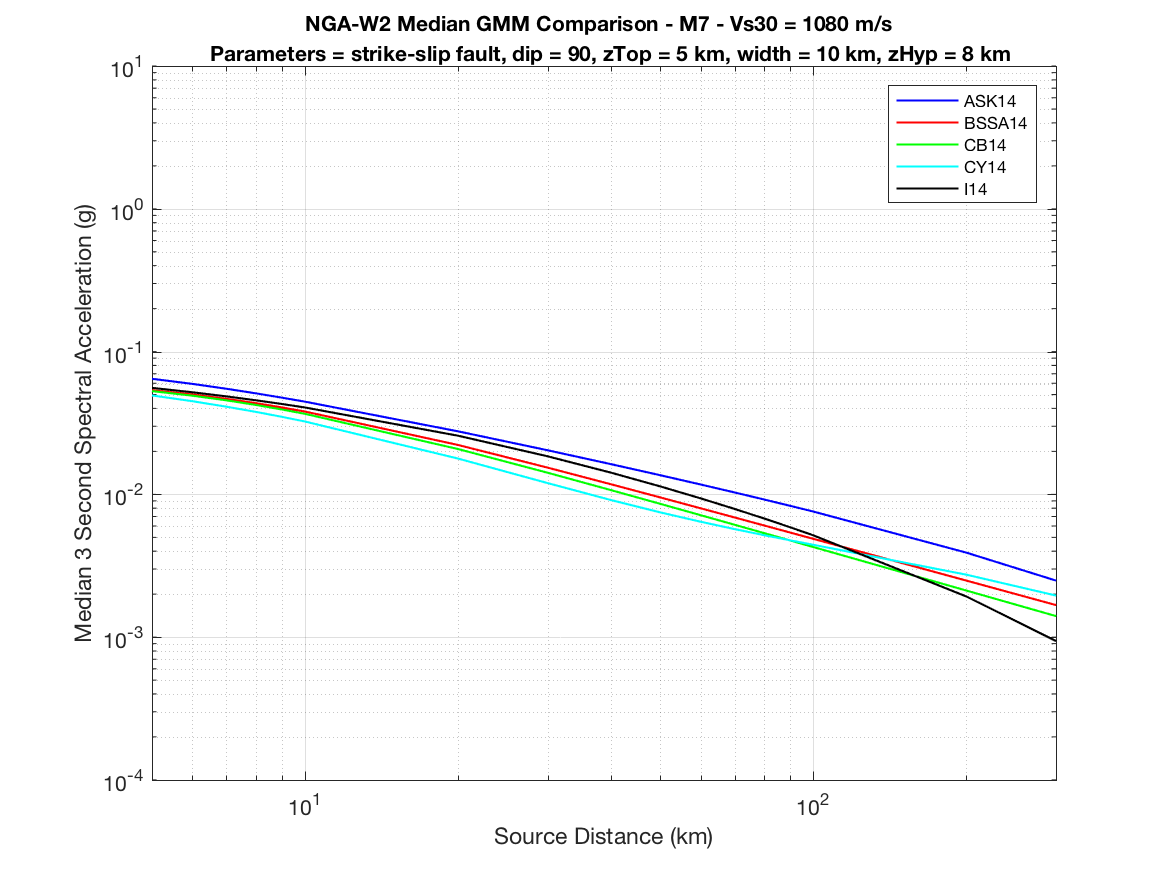 NGA-W2 Median GMM Comparison - M7 - Vs30 = 1080 m/s
Parameters = strike-slip fault, dip = 90, zTop = 5 km, width = 10 km, zHyp = 8 km
ASK14
BSSA14
CB14
CY14
I14
Median 3 Second Spectral Acceleration (g)
10^1
10^0
10^-1
10^-2
10^-3
10^-4
10^1
10^2
Source Distance (km)